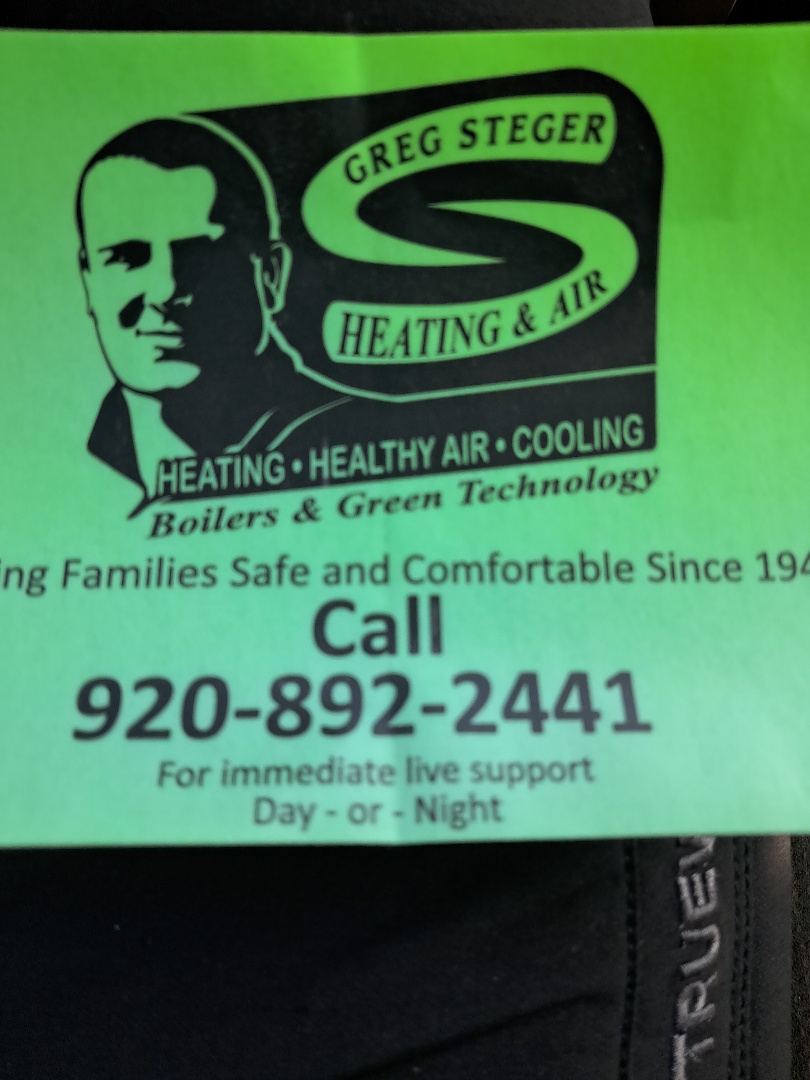 GREG STEGER
HEATING & AIR
HEATING • HEALTHY AIR • COOLING
Boilers & Green Technology
Families Safe and Comfortable Since
Call
920-892-2441
For immediate live support
Day - or - Night